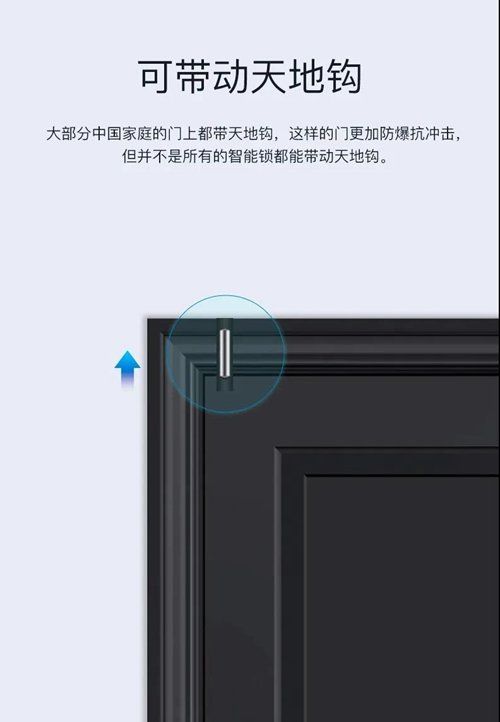 可带动天地钩
大部分中国家庭的门上都带天地钩，这样的门更加防爆抗冲击，
但并不是所有的智能锁都能带动天地钩。